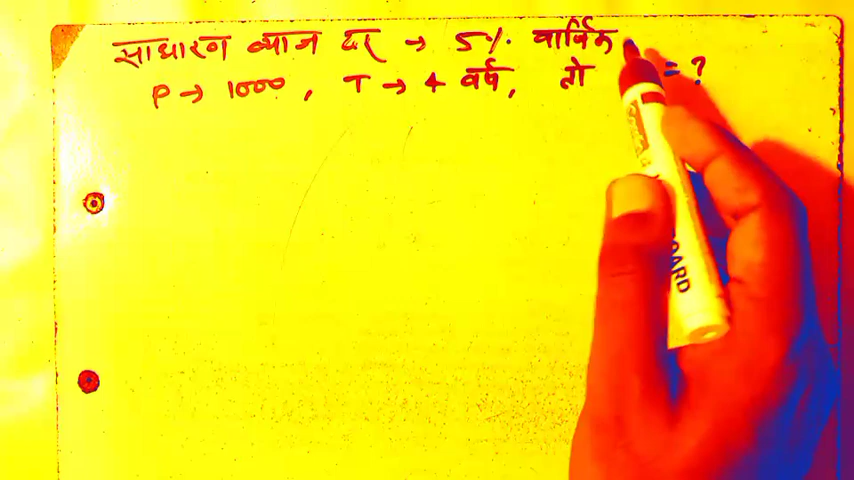 साधारण ब्याज दर → 5% वार्षिक
P → 1000, T → 4 वर्ष, तो = ?